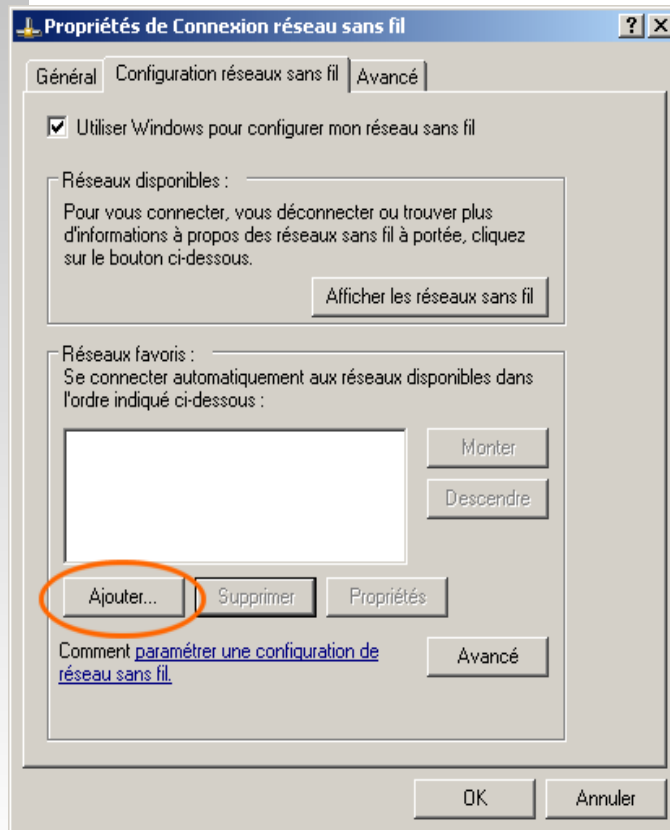 Propriétés de Connexion réseau sans fil
Général
Configuration réseaux sans fil
Avancé
Utiliser Windows pour configurer mon réseau sans fil
Réseaux disponibles :
Pour vous connecter, vous déconnecter ou trouver plus
d'informations à propos des réseaux sans fil à portée, cliquez
sur le bouton ci-dessous.
Afficher les réseaux sans fil
Réseaux favoris :
Se connecter automatiquement aux réseaux disponibles dans
l'ordre indiqué ci-dessous :
Monter
Descendre
Ajouter...
Supprimer
Propriétés
Comment paramétrer une configuration de
réseau sans fil.
Avancé
OK
Annuler